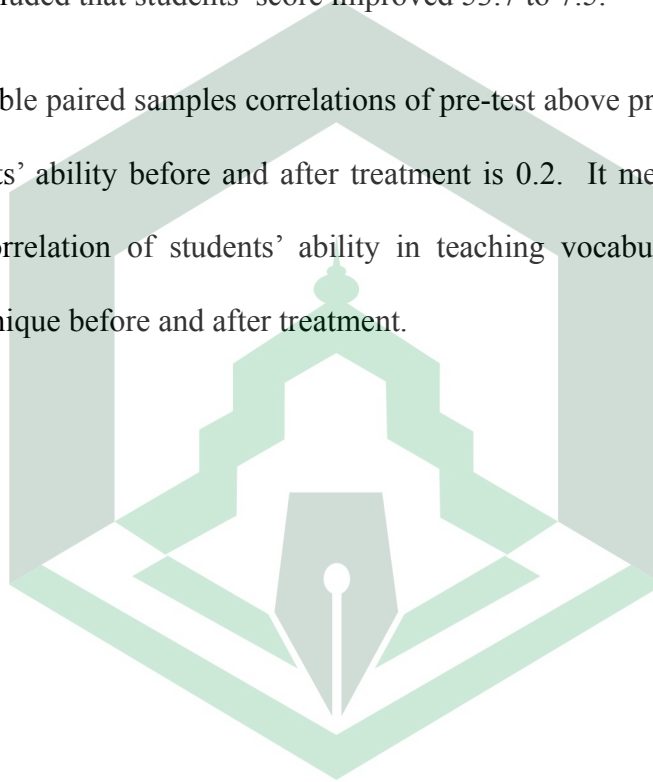 that students' score improved
ble paired samples correlations of pre-test above pr
ts' ability before and after treatment is 0.2. It me
orrelation of students' ability in teaching vocabu
nique before and after treatment.